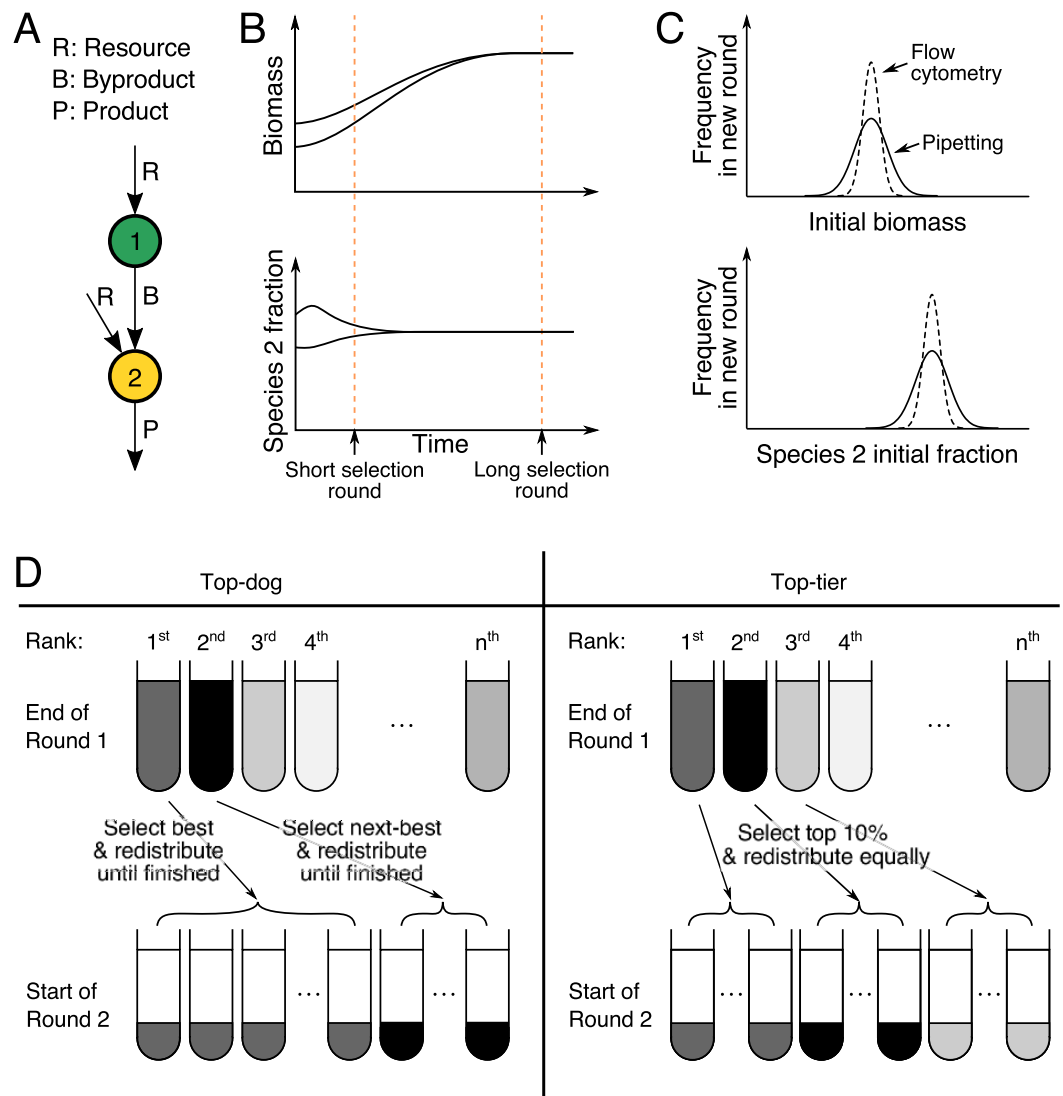 A
R: Resource
B: Byproduct
P: Product
R
1
R
B
2
P
B
Biomass
Species 2 fraction
Time
Short selection
round
Long selection
round
C
Frequency
in new round
Flow
cytometry
Pipetting
Initial biomass
Frequency
in new round
Species 2 initial fraction
D
Top-dog
Rank:
1st
2nd
3rd
4th
nth
End of
Round 1
...
Select best
& redistribute
until finished
Select next-best
& redistribute
until finished
Start of
Round 2
...
...
Top-tier
Rank:
1st
2nd
3rd
4th
nth
End of
Round 1
...
Select top 10%
& redistribute equally
Start of
Round 2
...
...
...